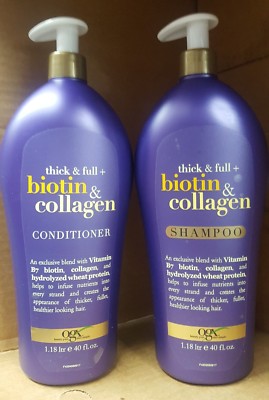 thick & full +
biotin &
collagen
CONDITIONER
An exclusive blend with Vitamin
B7 biotin, collagen, and
hydrolyzed wheat protein,
helps to infuse nutrients into
every strand and creates the
appearance of thicker, fuller,
healthier looking hair.
ogx
1.18 ltr e 40 fl. oz.
thick & full +
biotin &
collagen
SHAMPOO
An exclusive blend with Vitamin
B7 biotin, collagen, and
hydrolyzed wheat protein,
helps to infuse nutrients into
every strand and creates the
appearance of thicker, fuller,
healthier looking hair.
ogx
1.18 ltr e 40 fl. oz.